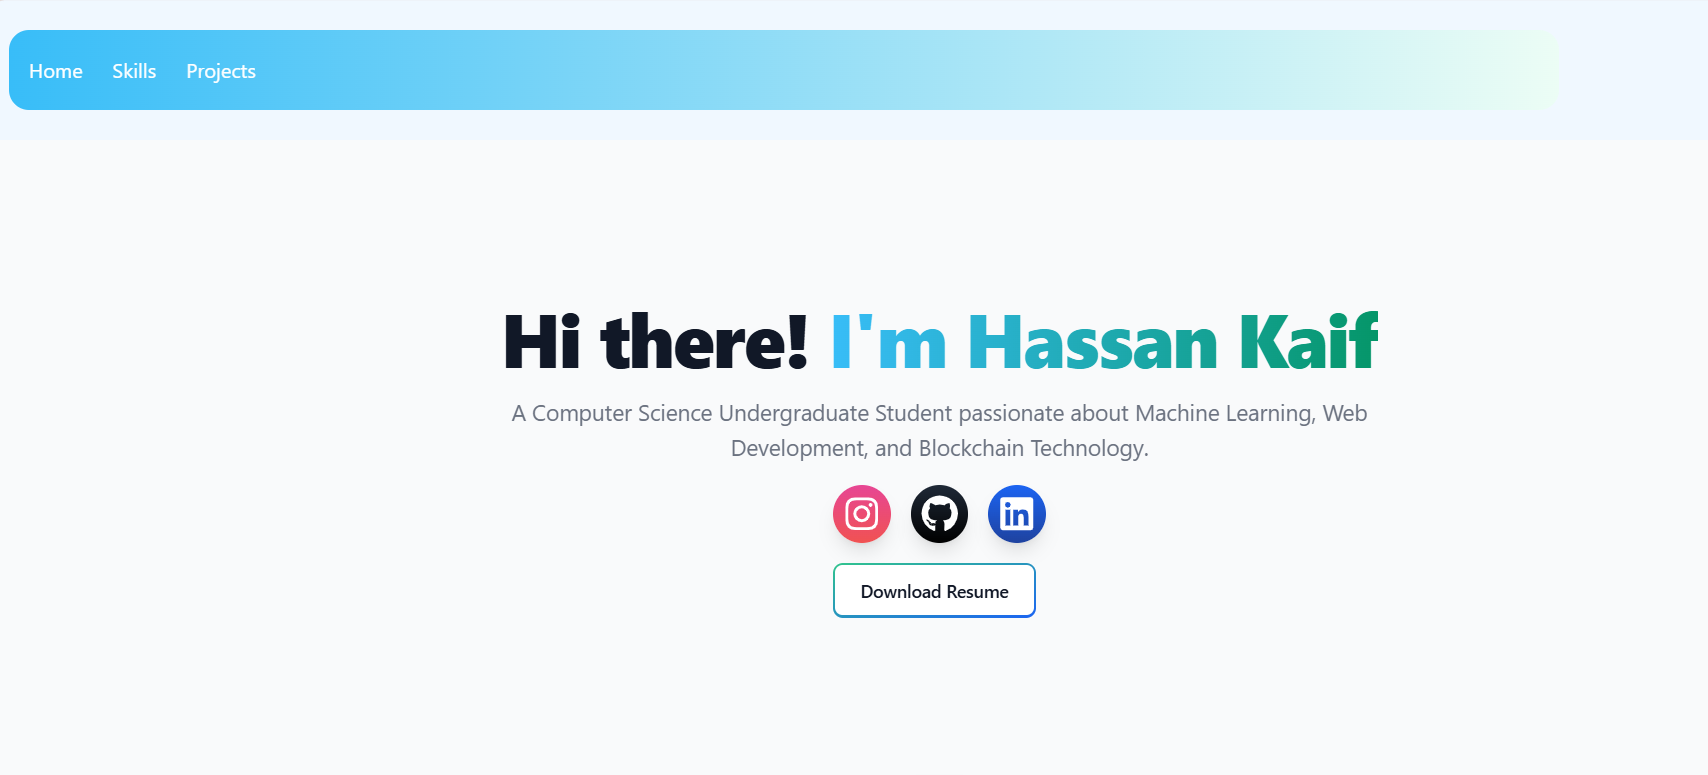 Home Skills Projects
Hi there! I'm Hassan Kaif
A Computer Science Undergraduate Student passionate about Machine Learning, Web
Development, and Blockchain Technology.
in
Download Resume